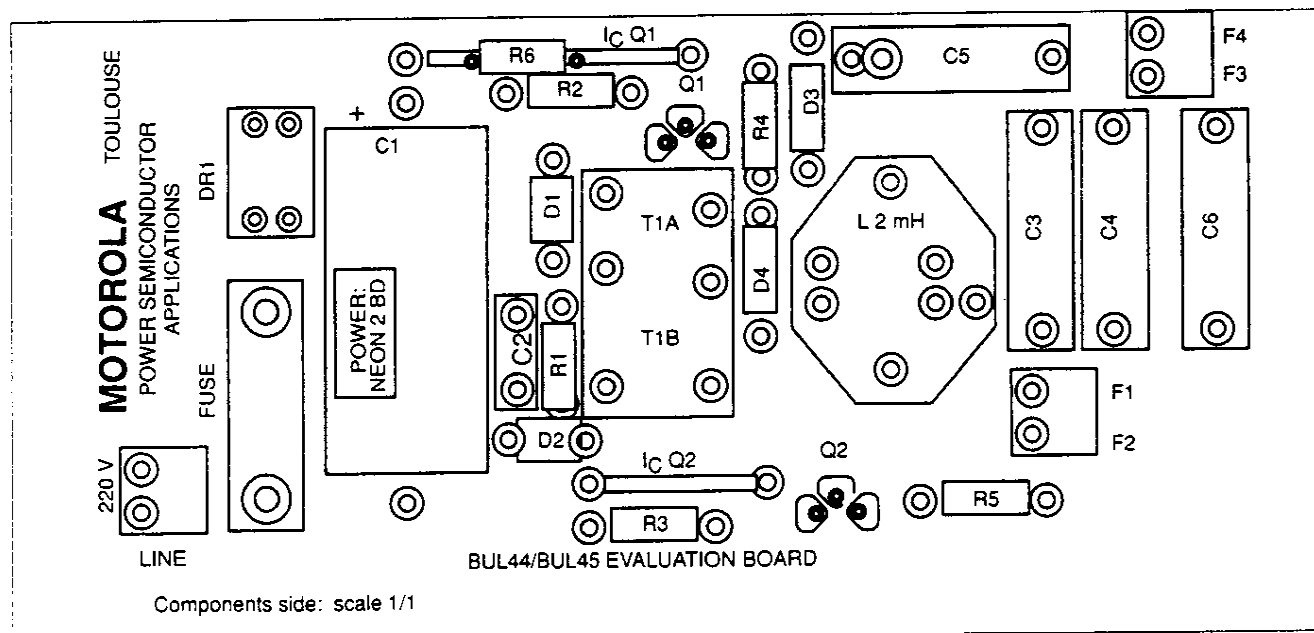 MOTOROLA TOULOUSE
POWER SEMICONDUCTOR
APPLICATIONS
DR1
FUSE
220 V
LINE
+
C1
POWER:
NEON 2 BD
R6
IC Q1
R2
Q1
D1
T1A
T1B
C2
R1
D2
IC Q2
R3
R4
D3
D4
C5
L 2 mH
F4
F3
C3
C4
C6
F1
F2
Q2
R5
BUL44/BUL45 EVALUATION BOARD
Components side: scale 1/1